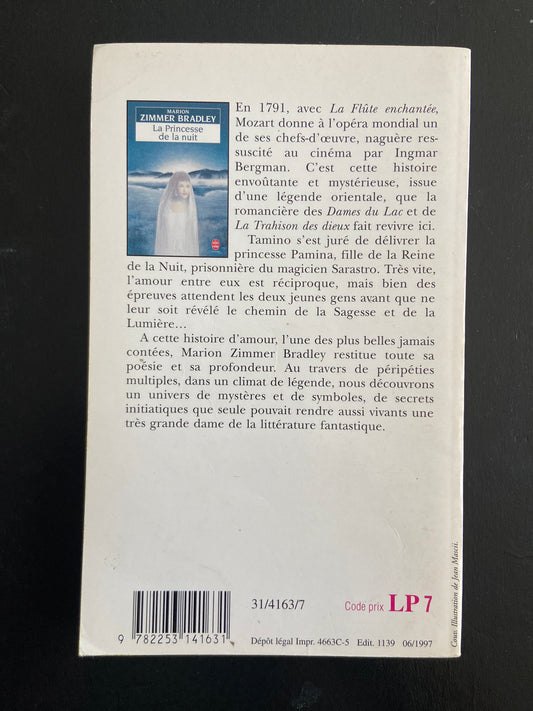 MARION
ZIMMER BRADLEY
La Princesse
de la nuit
En 1791, avec La Flûte enchantée,
Mozart donne à l'opéra mondial un
de ses chefs-d'œuvre, naguère res-
suscité au cinéma par Ingmar
Bergman. C'est cette histoire
envoûtante et mystérieuse, issue
d'une légende orientale, que la
romancière des Dames du Lac et de
La Trahison des dieux fait revivre ici.
Tamino s'est juré de délivrer la
princesse Pamina, fille de la Reine
de la Nuit, prisonnière du magicien Sarastro. Très vite,
l'amour entre eux est réciproque, mais bien des
épreuves attendent les deux jeunes gens avant que ne
leur soit révélé le chemin de la Sagesse et de la
Lumière...
A cette histoire d'amour, l'une des plus belles jamais
contées, Marion Zimmer Bradley restitue toute sa
poésie et sa profondeur. Au travers de péripéties
multiples, dans un climat de légende, nous découvrons
un univers de mystères et de symboles, de secrets
initiatiques que seule pouvait rendre aussi vivants une
très grande dame de la littérature fantastique.
31/4163/7
Code prix LP 7
9 782253 141631
Dépôt légal Impr. 4663C-5 Edit. 1139 06/1997
Couv. Illustration de Jean Mascii.